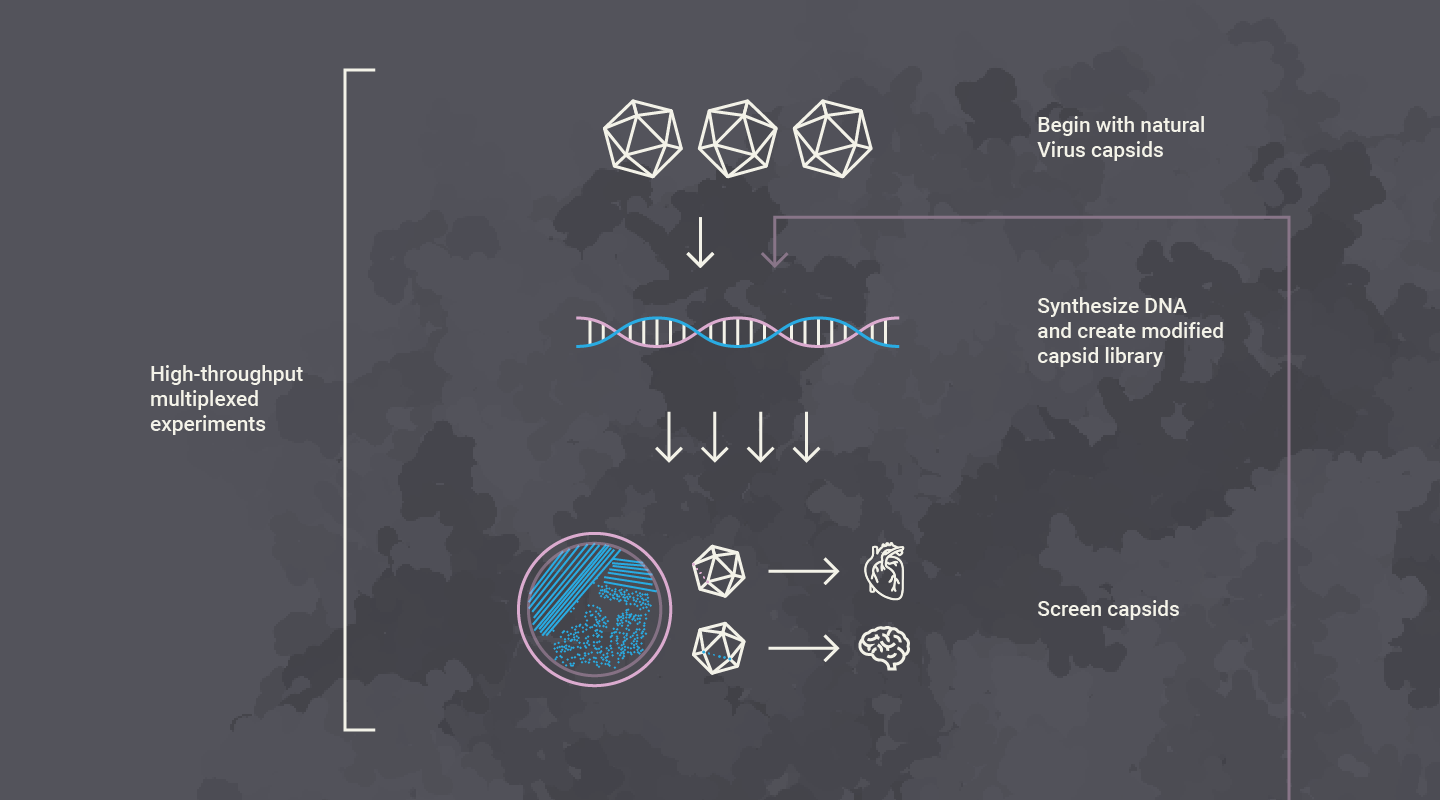 Begin with natural
Virus capsids
Synthesize DNA
and create modified
capsid library
High-throughput
multiplexed
experiments
Screen capsids